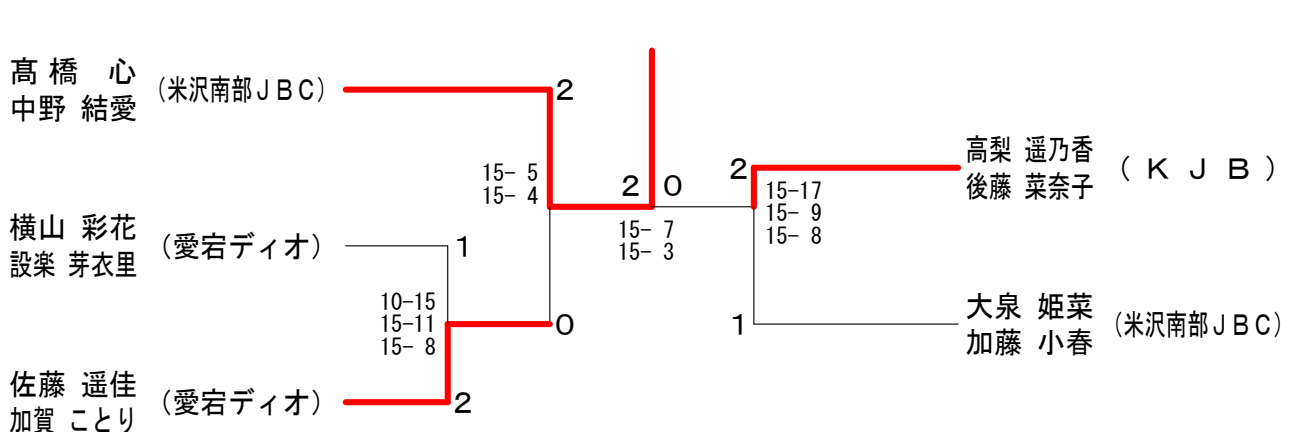 髙橋 心
中野 結愛
(米沢南部JBC)
2
15- 5
15- 4
横山 彩花
設楽 芽衣里
(愛宕ディオ)
1
10-15
15-11
15- 8
0
佐藤 遥佳
加賀 ことり
(愛宕ディオ)
2
2 0
15- 7
15- 3
2
15-17
15- 9
15- 8
高梨 遥乃香
後藤 菜奈子
(KJB)
1
大泉 姫菜
加藤 小春
(米沢南部JBC)